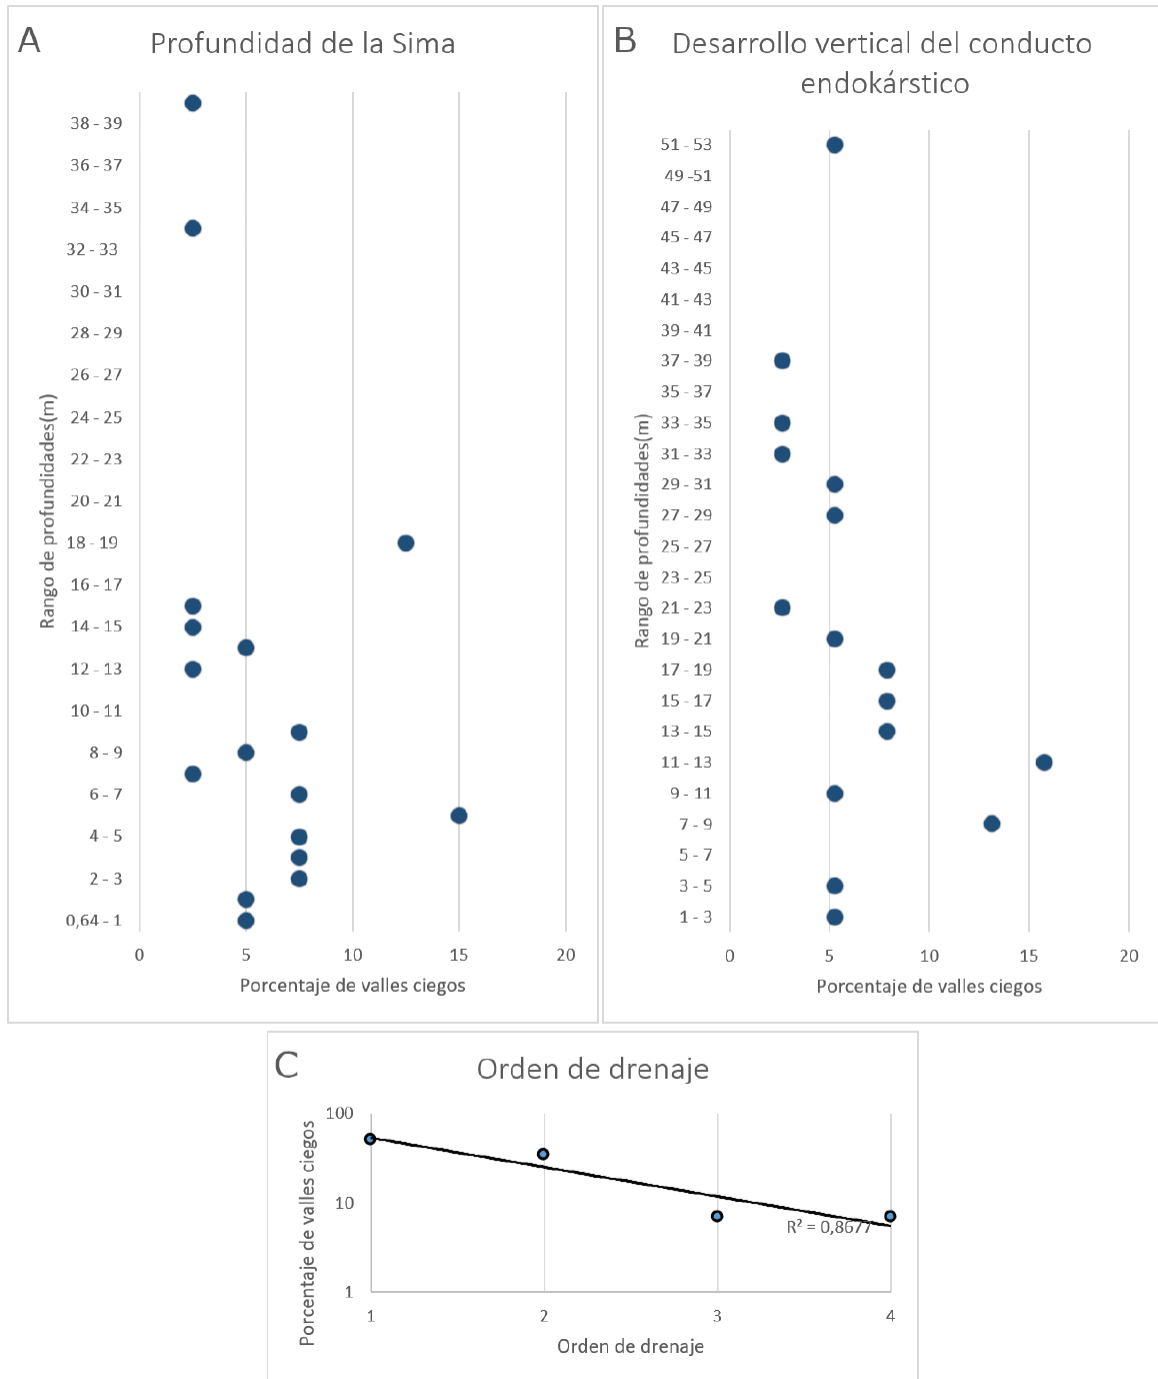 A
Profundidad de la Sima
Rango de profundidades(m)
38 - 39
36 - 37
34 - 35
32 - 33
30 - 31
28 - 29
26 - 27
24 - 25
22 - 23
20 - 21
18 - 19
16 - 17
14 - 15
12 - 13
10 - 11
8 - 9
6 - 7
4 - 5
2 - 3
0,64 - 1
0 5 10 15 20
Porcentaje de valles ciegos
B
Desarrollo vertical del conducto
endokárstico
Rango de profundidades(m)
51 - 53
49 -51
47 - 49
45 - 47
43 - 45
41 - 43
39 - 41
37 - 39
35 - 37
33 - 35
31 - 33
29 - 31
27 - 29
25 - 27
23 - 25
21 - 23
19 - 21
17 - 19
15 - 17
13 - 15
11 - 13
9 - 11
7 - 9
5 - 7
3 - 5
1 - 3
0 5 10 15 20
Porcentaje de valles ciegos
C
Orden de drenaje
Porcentaje de valles ciegos
100
10
1
R² = 0,8677
1 2 3 4
Orden de drenaje